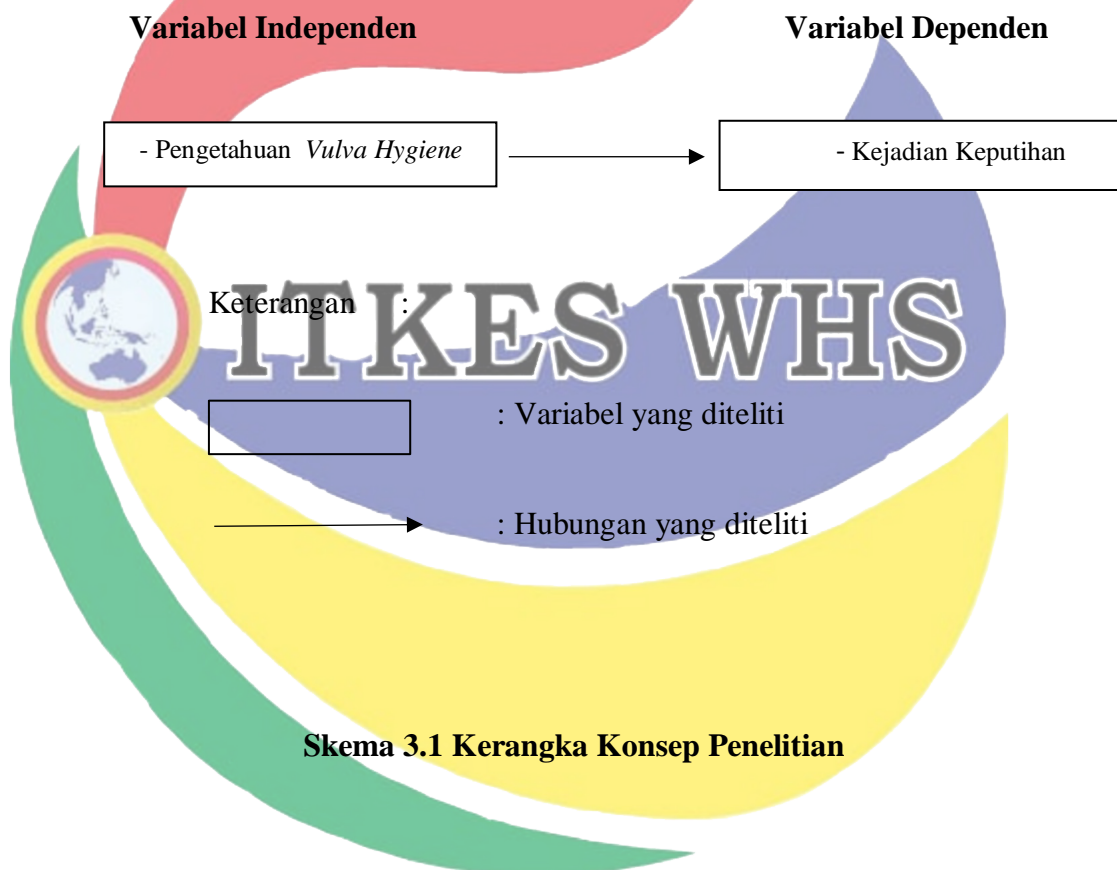 Variabel Independen Variabel Dependen
- Pengetahuan Vulva Hygiene - Kejadian Keputihan
Keterangan :
ITKES WHS
: Variabel yang diteliti
: Hubungan yang diteliti
Skema 3.1 Kerangka Konsep Penelitian